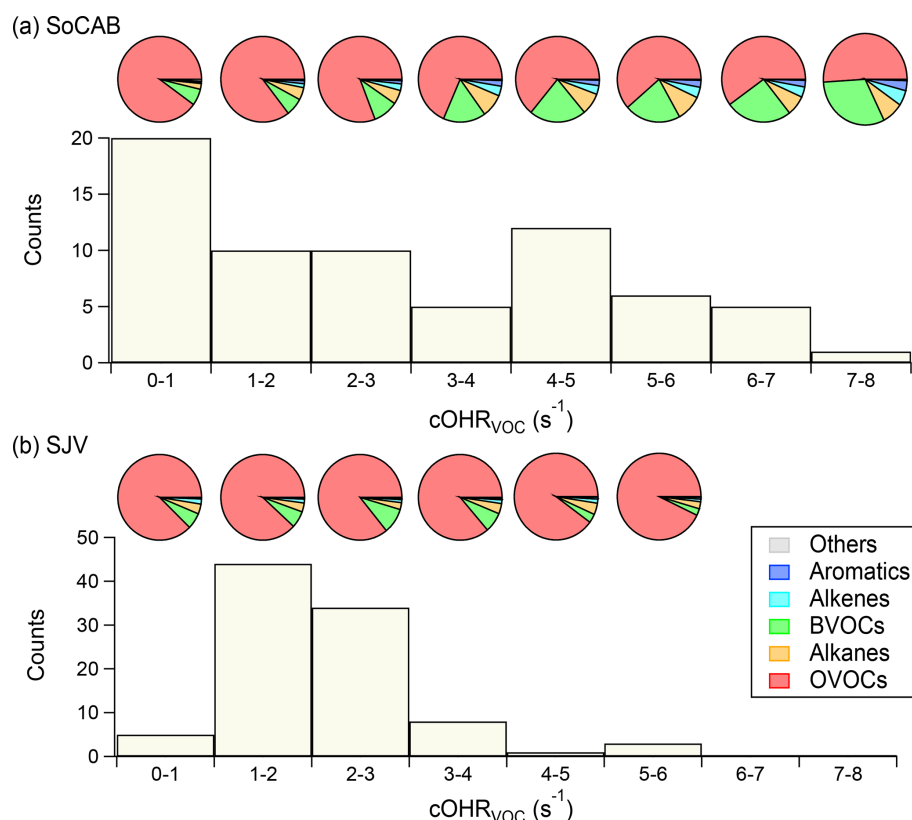 (a) SoCAB
20
15
10
5
0
Counts
0-1 1-2 2-3 3-4 4-5 5-6 6-7 7-8
cOHR_VOC (s⁻¹)
(b) SJV
50
40
30
20
10
0
Counts
0-1 1-2 2-3 3-4 4-5 5-6 6-7 7-8
cOHR_VOC (s⁻¹)
Others
Aromatics
Alkenes
BVOCs
Alkanes
OVOCs